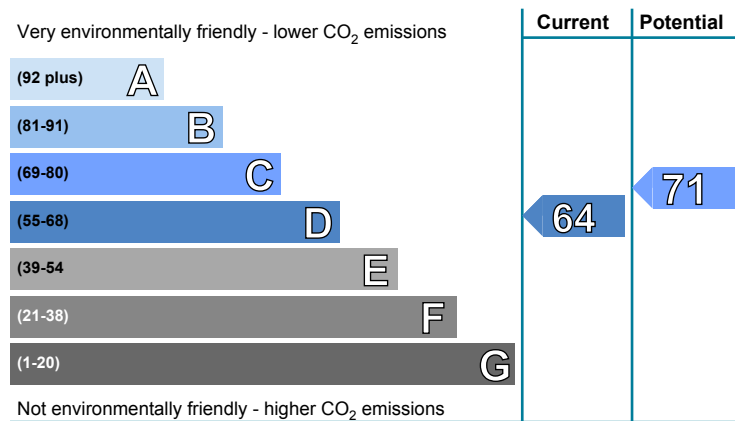 Current Potential
Very environmentally friendly - lower CO₂ emissions
(92 plus) A
(81-91) B
(69-80) C
71
(55-68) D
64
(39-54 E
(21-38) F
(1-20) G
Not environmentally friendly - higher CO₂ emissions